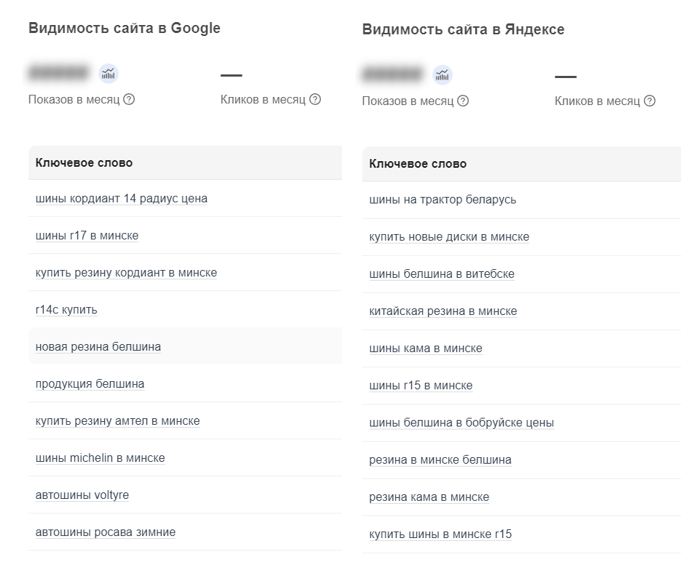 Видимость сайта в Google
Показов в месяц
Кликов в месяц
Ключевое слово
шины кордиант 14 радиус цена
шины r17 в минске
купить резину кордиант в минске
r14c купить
новая резина белшина
продукция белшина
купить резину амтел в минске
шины michelin в минске
автошины voltyre
автошины росава зимние
Видимость сайта в Яндексе
Показов в месяц
Кликов в месяц
Ключевое слово
шины на трактор беларусь
купить новые диски в минске
шины белшина в витебске
китайская резина в минске
шины кама в минске
шины r15 в минске
шины белшина в бобруйске цены
резина в минске белшина
резина кама в минске
купить шины в минске r15